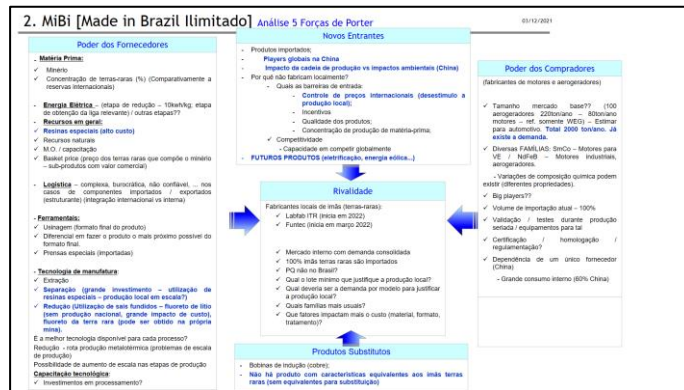 2. MiBi [Made in Brazil Ilimitado] Análise 5 Forças de Porter
03/12/2021
Poder dos Fornecedores
- Matéria Prima:
✓ Minério
✓ Concentração de terras-raras (%) (Comparativamente a
reservas internacionais)
- Energia Elétrica – (etapa de redução – 10kwh/kg; etapa
de obtenção da liga relevante) / outras etapas??
- Recursos em geral:
✓ Resinas especiais (alto custo)
✓ Recursos naturais
✓ M.O. / capacitação
✓ Basket price (preço dos terras raras que compõe o minério
– sub-produtos com valor comercial)
- Logística – complexa, burocrática, não confiável, ... nos
casos de componentes importados / exportados
(estruturante) (integração internacional vs interna)
- Ferramentais:
✓ Usinagem (formato final do produto)
✓ Diferencial em fazer o produto o mais próximo possível do
formato final.
✓ Prensas especiais (importadas)
- Tecnologia de manufatura:
✓ Extração
✓ Separação (grande investimento – utilização de
resinas especiais – produção local em escala?)
✓ Redução (Utilização de sais fundidos – fluoreto de lítio
(sem produção nacional, grande impacto de custo),
fluoreto da terra rara (pode ser obtido na própria
mina).
É a melhor tecnologia disponível para cada processo?
Redução - rota produção metalotérmica (problemas de escala
de produção)
Possibilidade de aumento de escala nas etapas de produção
Capacitação tecnológica:
✓ Investimentos em processamento?
Novos Entrantes
- Produtos importados;
- Players globais na China
- Impacto da cadeia de produção vs impactos ambientais (China)
- Por quê não fabricam localmente?
- Quais as barreiras de entrada:
- Controle de preços internacionais (desestímulo a
produção local);
- Incentivos
- Qualidade dos produtos;
- Concentração de produção de matéria-prima;
✓ Competitividade
- Capacidade em competir globalmente
- FUTUROS PRODUTOS (eletrificação, energia eólica...)
Rivalidade
Fabricantes locais de imãs (terras-raras):
✓ Labfab ITR (inicia em 2022)
✓ Funtec (inicia em março 2022)
✓ Mercado interno com demanda consolidada
✓ 100% imãs terras raras são importados
✓ PQ não no Brasil?
✓ Qual o lote mínimo que justifique a produção local?
✓ Qual deveria ser a demanda por modelo para justificar
a produção local?
✓ Quais famílias mais usuais?
✓ Que fatores impactam mais o custo (material, formato,
tratamento)?
Produtos Substitutos
- Bobinas de indução (cobre);
- Não há produto com características equivalentes aos imãs terras
raras (sem equivalentes para substituição)
Poder dos Compradores
(fabricantes de motores e aerogeradores)
✓ Tamanho mercado base?? (100
aerogeradores 220ton/ano – 80ton/ano
motores – ref. somente WEG) – Estimar
para automotivo. Total 2000 ton/ano. Já
existe a demanda.
✓ Diversas FAMÍLIAS: SmCo – Motores para
VE / NdFeB – Motores industriais,
aerogeradores.
- Variações de composição química podem
existir (diferentes propriedades).
✓ Big players??
✓ Volume de importação atual – 100%
✓ Validação / testes durante produção
seriada / equipamentos para tal
✓ Certificação / homologação /
regulamentação?
✓ Dependência de um único fornecedor
(China)
- Grande consumo interno (60% China)